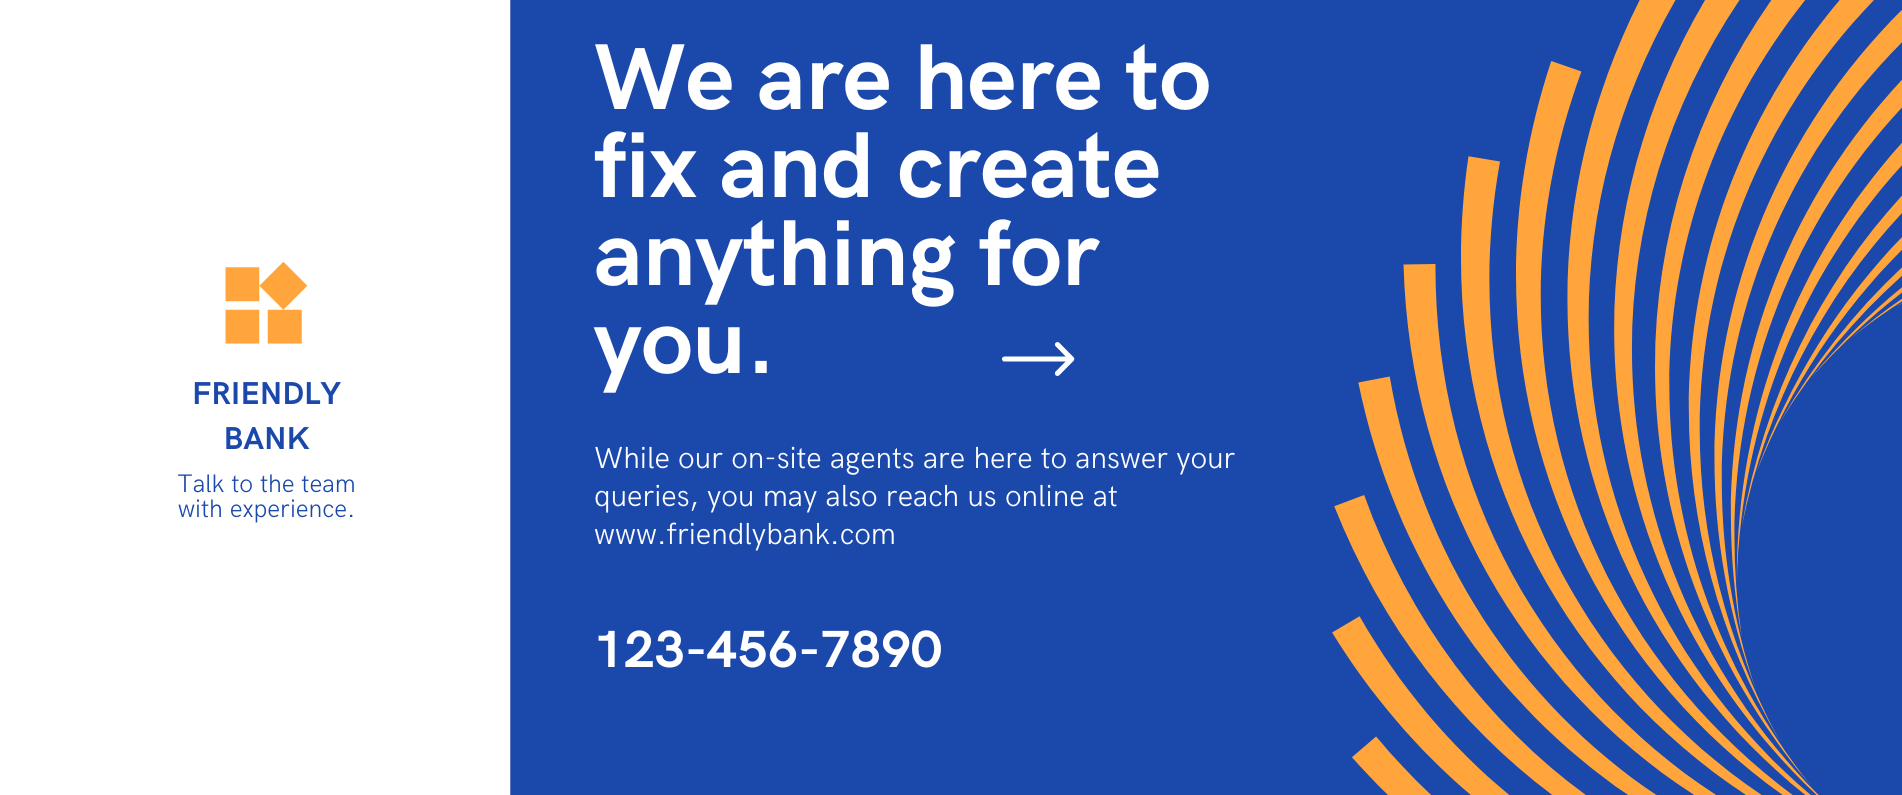 FRIENDLY
BANK
Talk to the team
with experience.
We are here to
fix and create
anything for
you.
While our on-site agents are here to answer your
queries, you may also reach us online at
www.friendlybank.com
123-456-7890